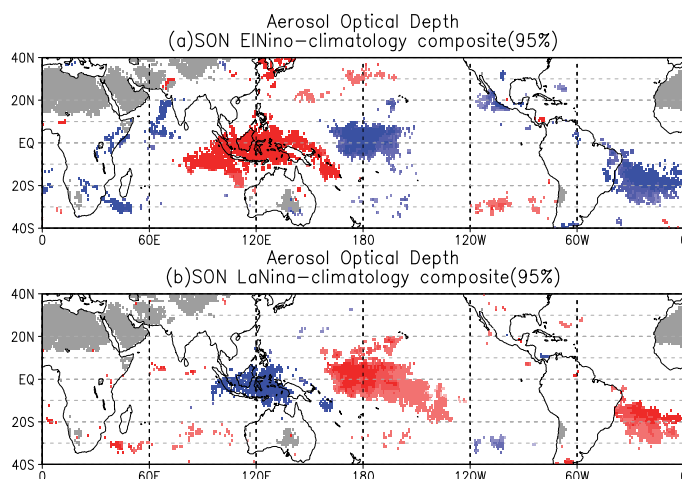 Aerosol Optical Depth
(a)SON ElNino-climatology composite(95%)
40N
20N
EQ
20S
40S
0 60E 120E 180 120W 60W 0
Aerosol Optical Depth
(b)SON LaNina-climatology composite(95%)
40N
20N
EQ
20S
40S
0 60E 120E 180 120W 60W 0